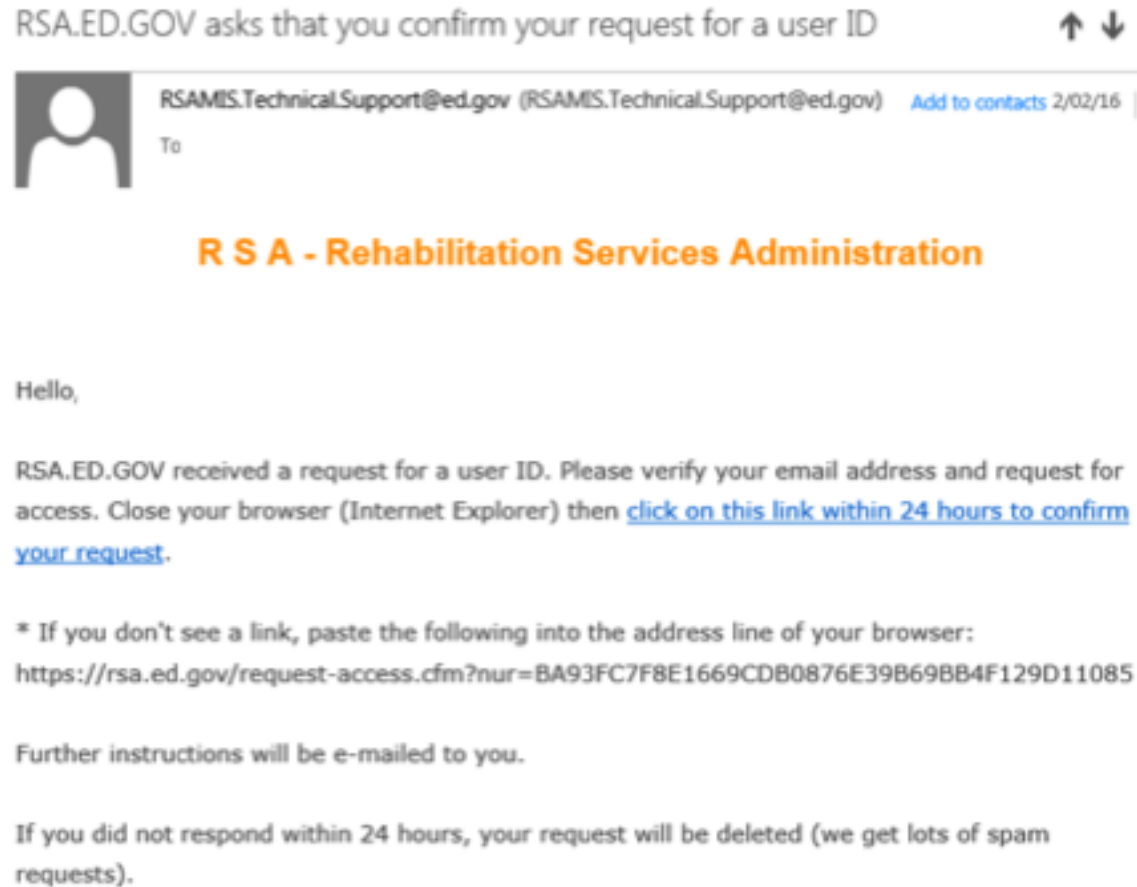 RSA.ED.GOV asks that you confirm your request for a user ID
RSAMIS.Technical.Support@ed.gov (RSAMIS.Technical.Support@ed.gov) Add to contacts 2/02/16
To
R S A - Rehabilitation Services Administration
Hello,
RSA.ED.GOV received a request for a user ID. Please verify your email address and request for
access. Close your browser (Internet Explorer) then click on this link within 24 hours to confirm
your request.
* If you don't see a link, paste the following into the address line of your browser:
https://rsa.ed.gov/request-access.cfm?nur=BA93FC7F8E1669CDB0876E39B69BB4F129D11085
Further instructions will be e-mailed to you.
If you did not respond within 24 hours, your request will be deleted (we get lots of spam
requests).